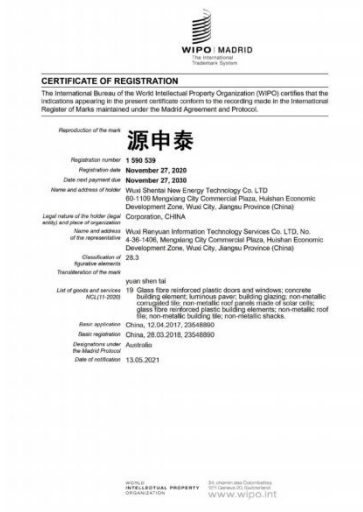 WIPO | MADRID
The International
Trademark System
CERTIFICATE OF REGISTRATION
The International Bureau of the World Intellectual Property Organization (WIPO) certifies that the
indications appearing in the present certificate conform to the recording made in the International
Register of Marks maintained under the Madrid Agreement and Protocol.
Reproduction of the mark
源申泰
Registration number 1 590 539
Registration date November 27, 2020
Date next payment due November 27, 2030
Name and address of holder Wuxi Shentai New Energy Technology Co. LTD
60-1109 Mengxiang City Commercial Plaza, Huishan Economic
Development Zone, Wuxi City, Jiangsu Province (China)
Legal nature of the holder (legal Corporation, CHINA
entity) and place of organization
Name and address Wuxi Renyuan Information Technology Services Co. LTD, No.
of the representative 4-36-1406, Mengxiang City Commercial Plaza, Huishan Economic
Development Zone, Wuxi City, Jiangsu Province (China)
Classification of 28.3
figurative elements
Transliteration of the mark
yuan shen tai
List of goods and services 19 Glass fibre reinforced plastic doors and windows; concrete
NCL(11-2020) building element; luminous paver; building glazing; non-metallic
corrugated tile; non-metallic roof panels made of solar cells;
glass fibre reinforced plastic building elements; non-metallic roof
tile; non-metallic building tile; non-metallic shacks.
Basic application China, 12.04.2017, 23548890
Basic registration China, 28.03.2018, 23548890
Designations under Australia
the Madrid Protocol
Date of notification 13.05.2021
WORLD
INTELLECTUAL PROPERTY
ORGANIZATION
34, chemin des Colombettes
1211 Geneva 20, Switzerland
www.wipo.int